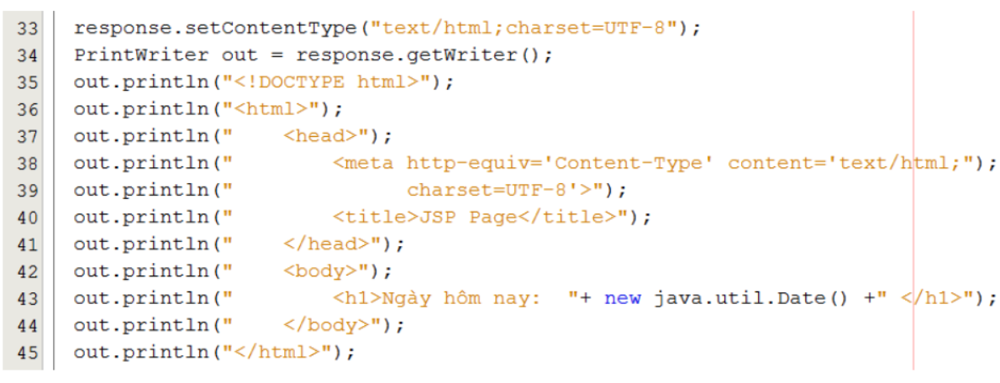 33 response.setContentType("text/html;charset=UTF-8");
34 PrintWriter out = response.getWriter();
35 out.println("<!DOCTYPE html>");
36 out.println("<html>");
37 out.println("    <head>");
38 out.println("        <meta http-equiv='Content-Type' content='text/html;");
39 out.println("              charset=UTF-8'>");
40 out.println("        <title>JSP Page</title>");
41 out.println("    </head>");
42 out.println("    <body>");
43 out.println("        <h1>Ngày hôm nay:  "+ new java.util.Date() +" </h1>");
44 out.println("    </body>");
45 out.println("</html>");